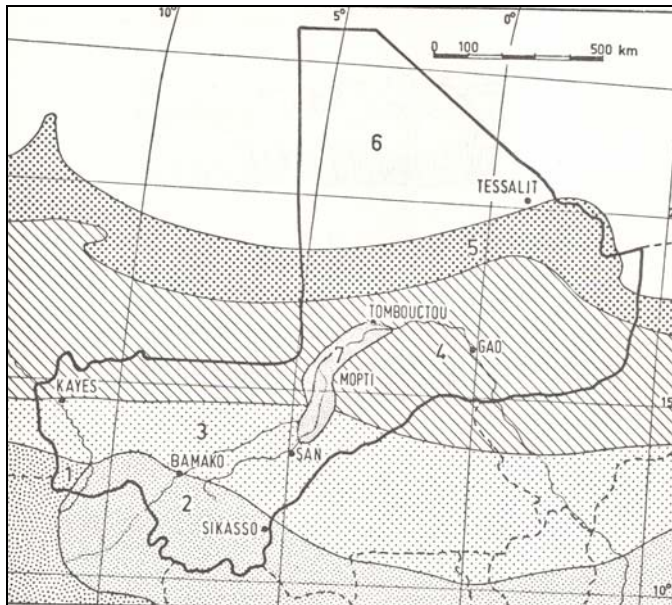 10°
5°
0°
0 100 500 km
6
TESSALIT
5
TOMBOUCTOU
7
4
GAO
MOPTI
KAYES
15
3
SAN
1
BAMAKO
2
SIKASSO
10°